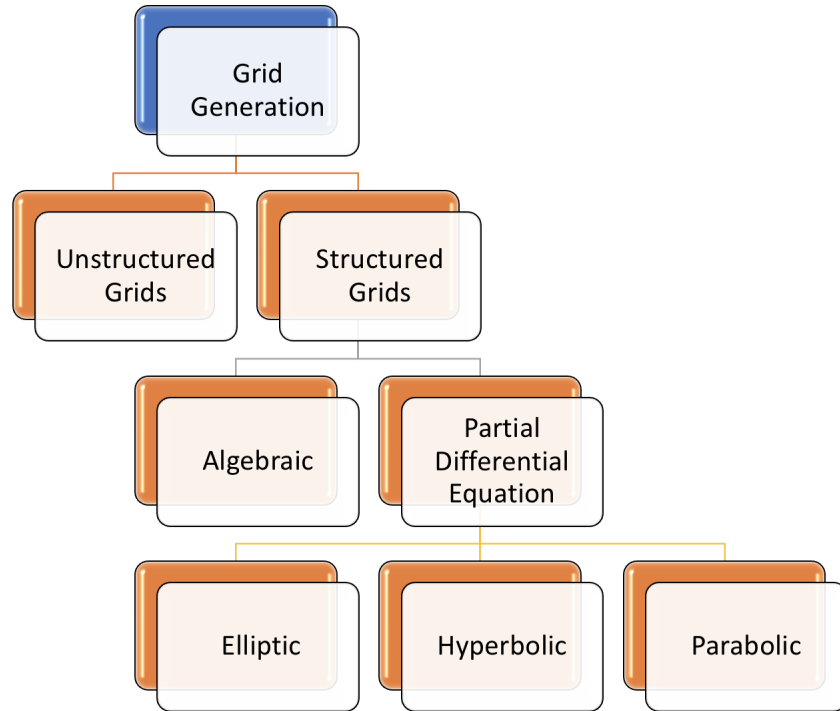 Grid
Generation
Unstructured
Grids
Structured
Grids
Algebraic
Partial
Differential
Equation
Elliptic
Hyperbolic
Parabolic